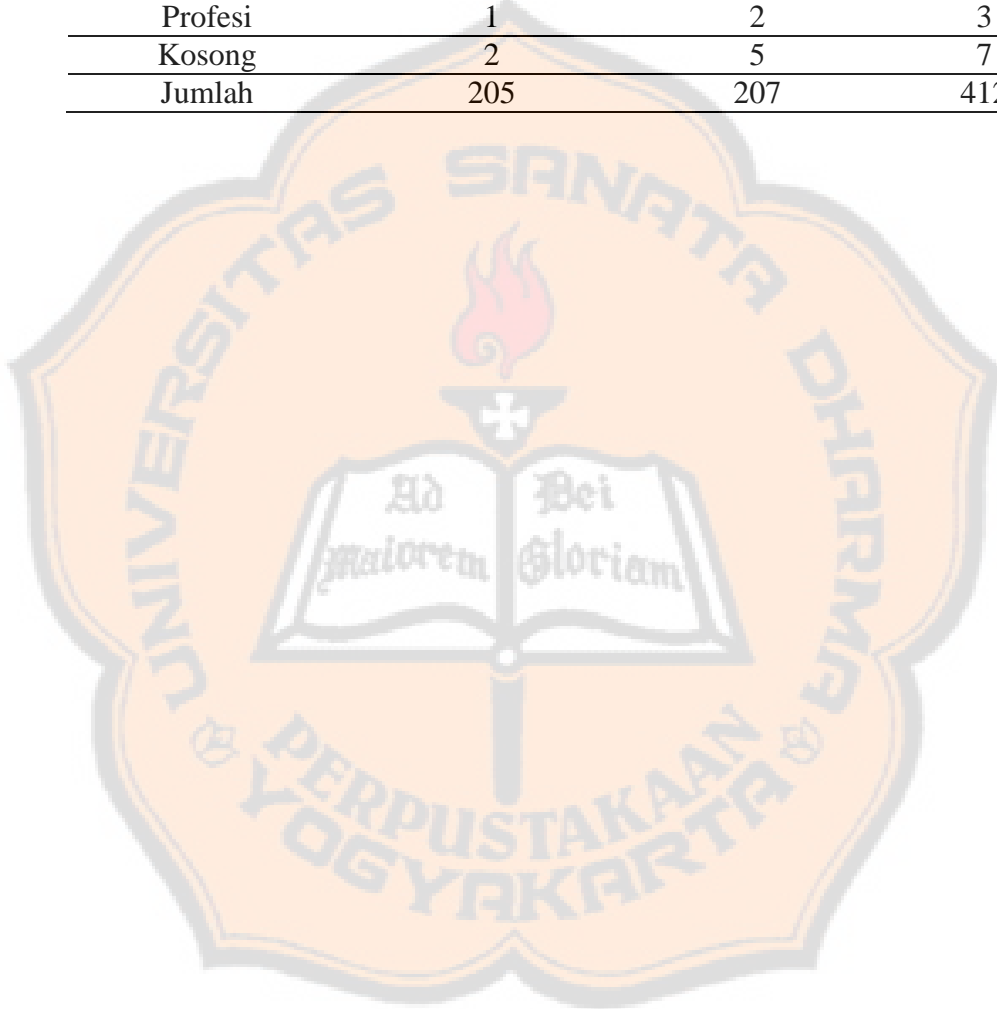 Profesi 1 2 3
Kosong 2 5 7
Jumlah 205 207 412
UNIVERSITAS SANATA DHARMA
Ad Dei
maiorem Gloriam
PERPUSTAKAAN
YOGYAKARTA